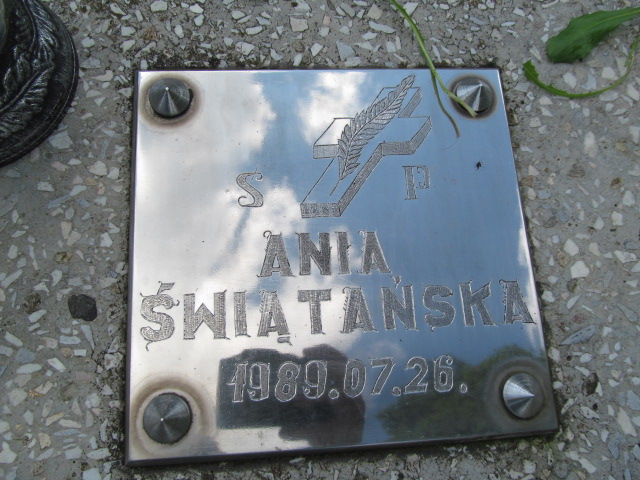 S P
ANIA
ŚWIĄTAŃSKA
1989.07.26.